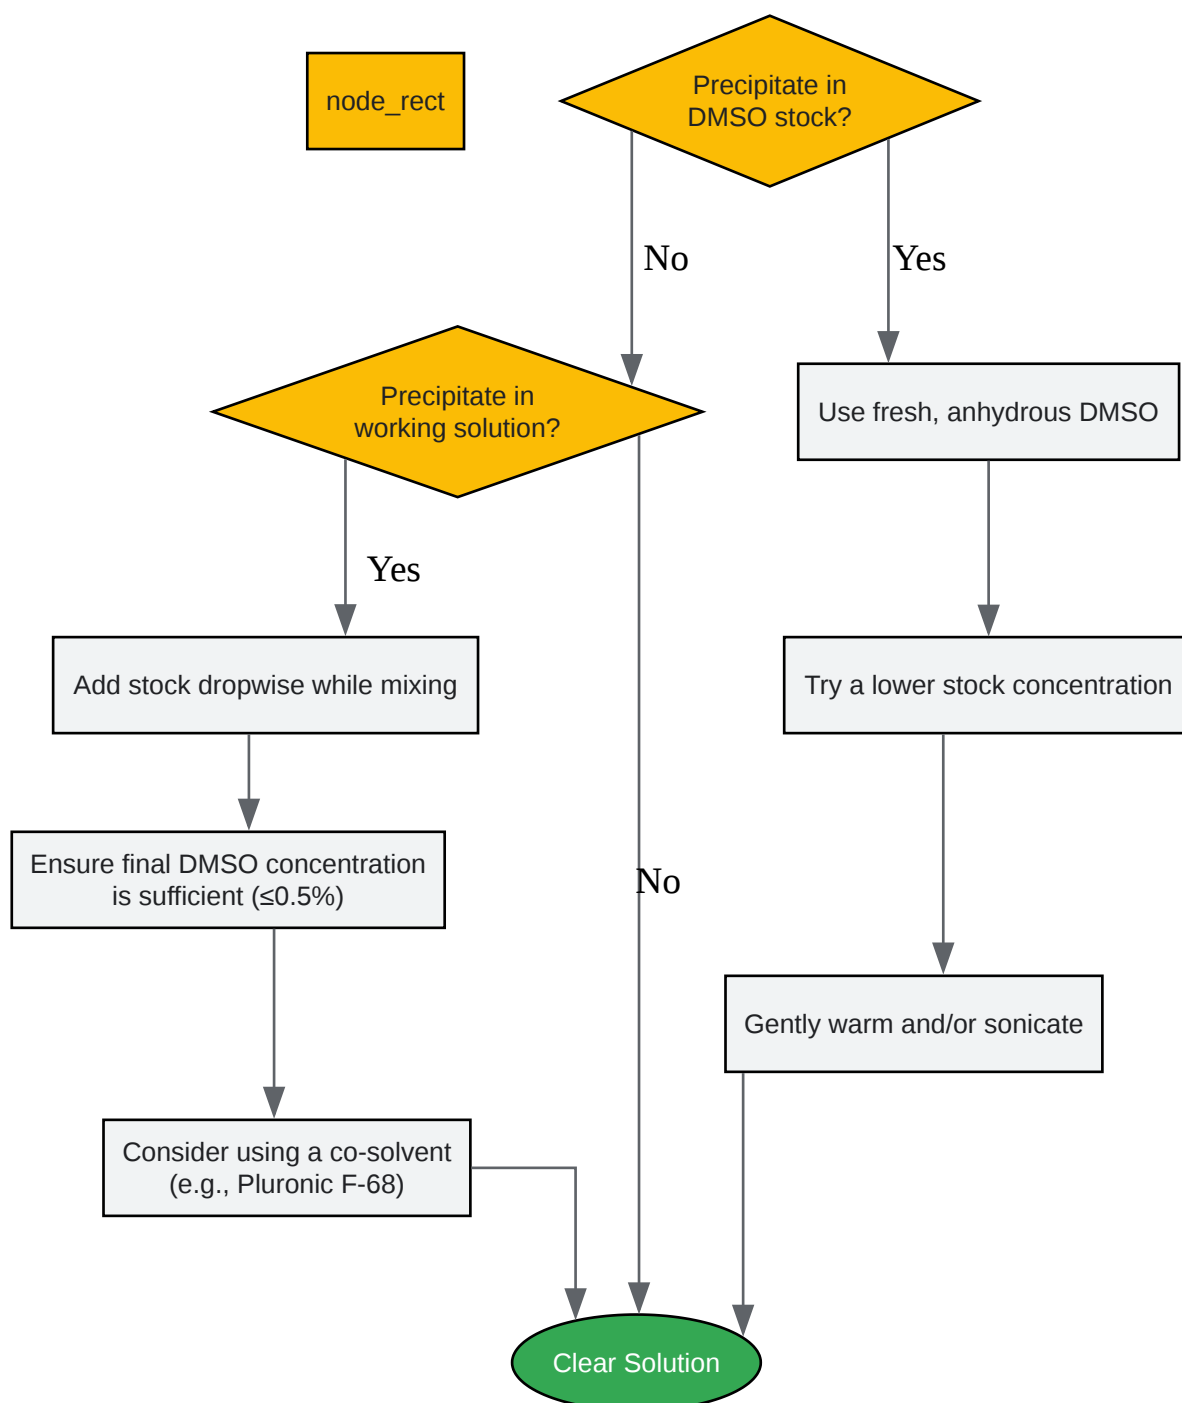 node_rect
Precipitate in
DMSO stock?
No
Yes
Precipitate in
working solution?
Use fresh, anhydrous DMSO
Yes
Add stock dropwise while mixing
Try a lower stock concentration
Ensure final DMSO concentration
is sufficient (≤0.5%)
No
Gently warm and/or sonicate
Consider using a co-solvent
(e.g., Pluronic F-68)
Clear Solution